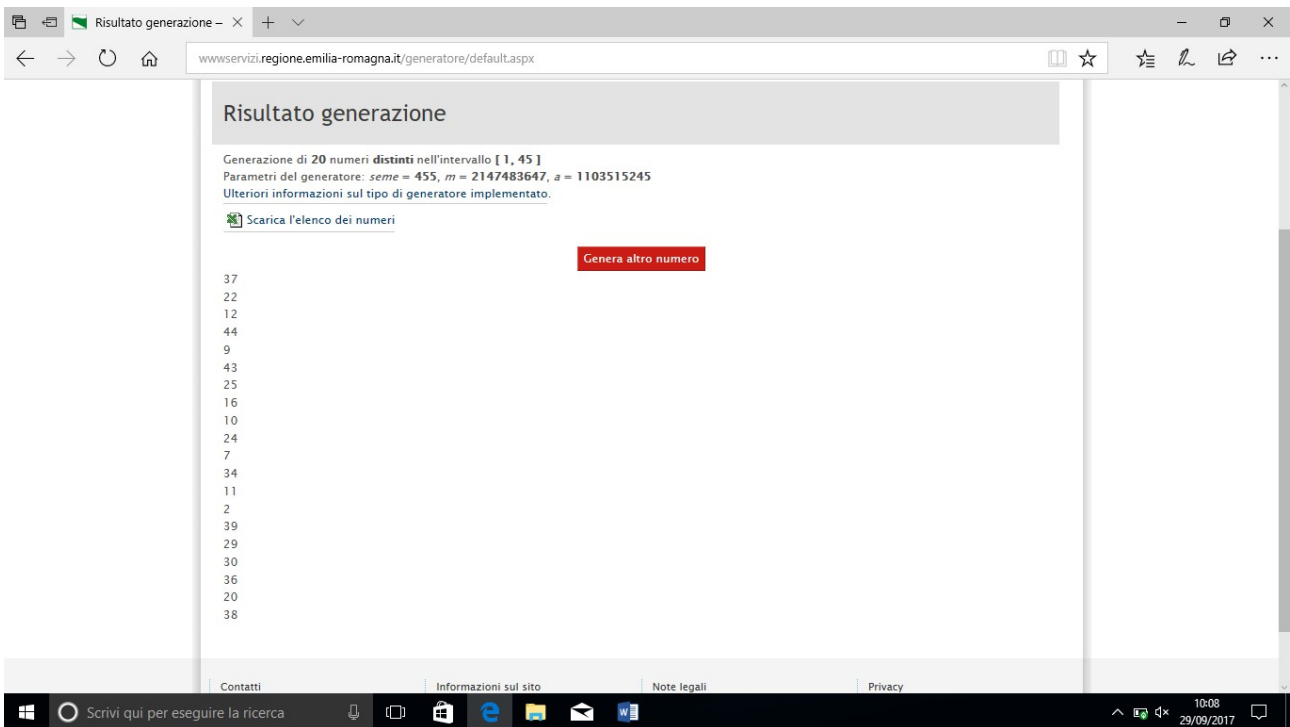 Risultato generazione –
wwwservizi.regione.emilia-romagna.it/generatore/default.aspx
Risultato generazione
Generazione di 20 numeri distinti nell'intervallo [ 1, 45 ]
Parametri del generatore: seme = 455, m = 2147483647, a = 1103515245
Ulteriori informazioni sul tipo di generatore implementato.
Scarica l'elenco dei numeri
Genera altro numero
37
22
12
44
9
43
25
16
10
24
7
34
11
2
39
29
30
36
20
38
Contatti Informazioni sul sito Note legali Privacy
Scrivi qui per eseguire la ricerca
10:08
29/09/2017